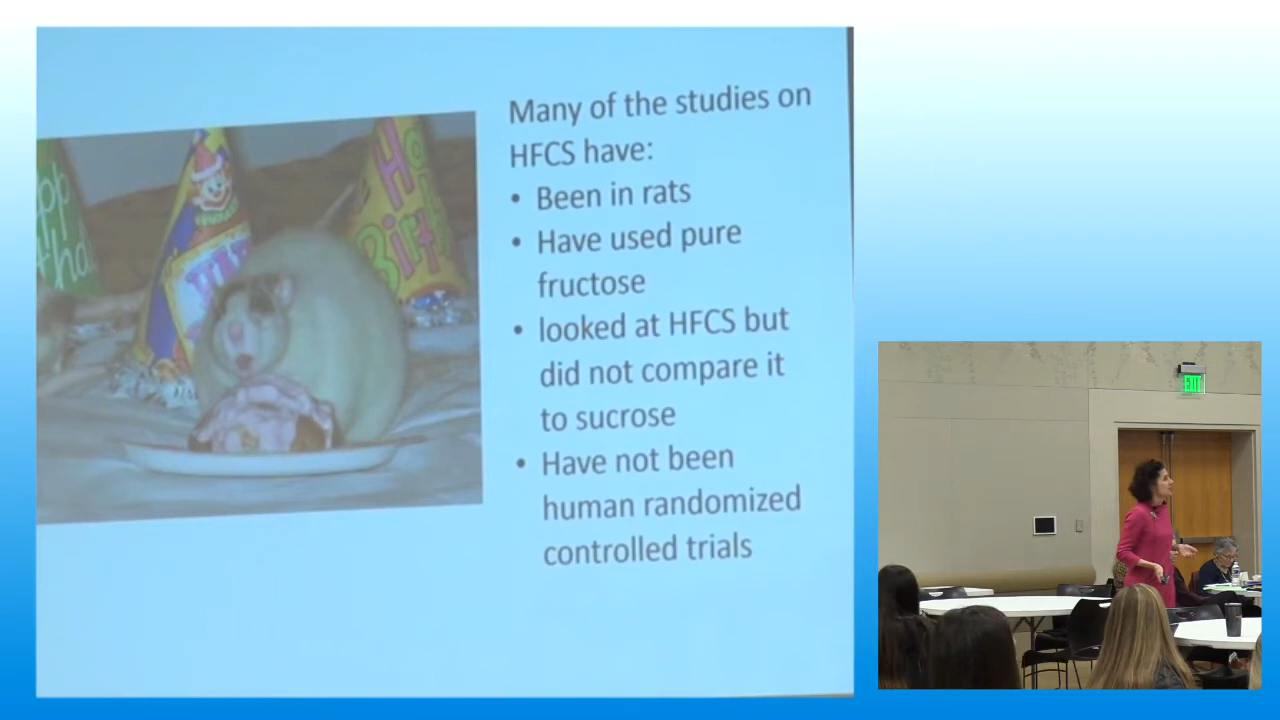 Many of the studies on
HFCS have:
• Been in rats
• Have used pure
fructose
• looked at HFCS but
did not compare it
to sucrose
• Have not been
human randomized
controlled trials
EXIT